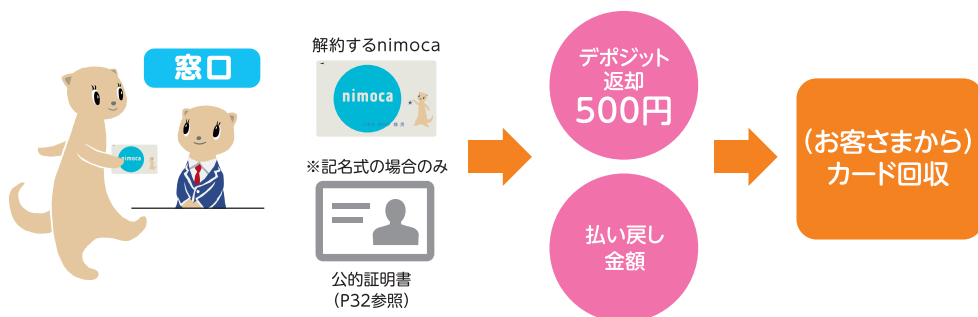 窓口
nimoca
解約するnimoca
nimoca
※記名式の場合のみ
公的証明書
(P32参照)
デポジット
返却
500円
払い戻し
金額
(お客さまから)
カード回収